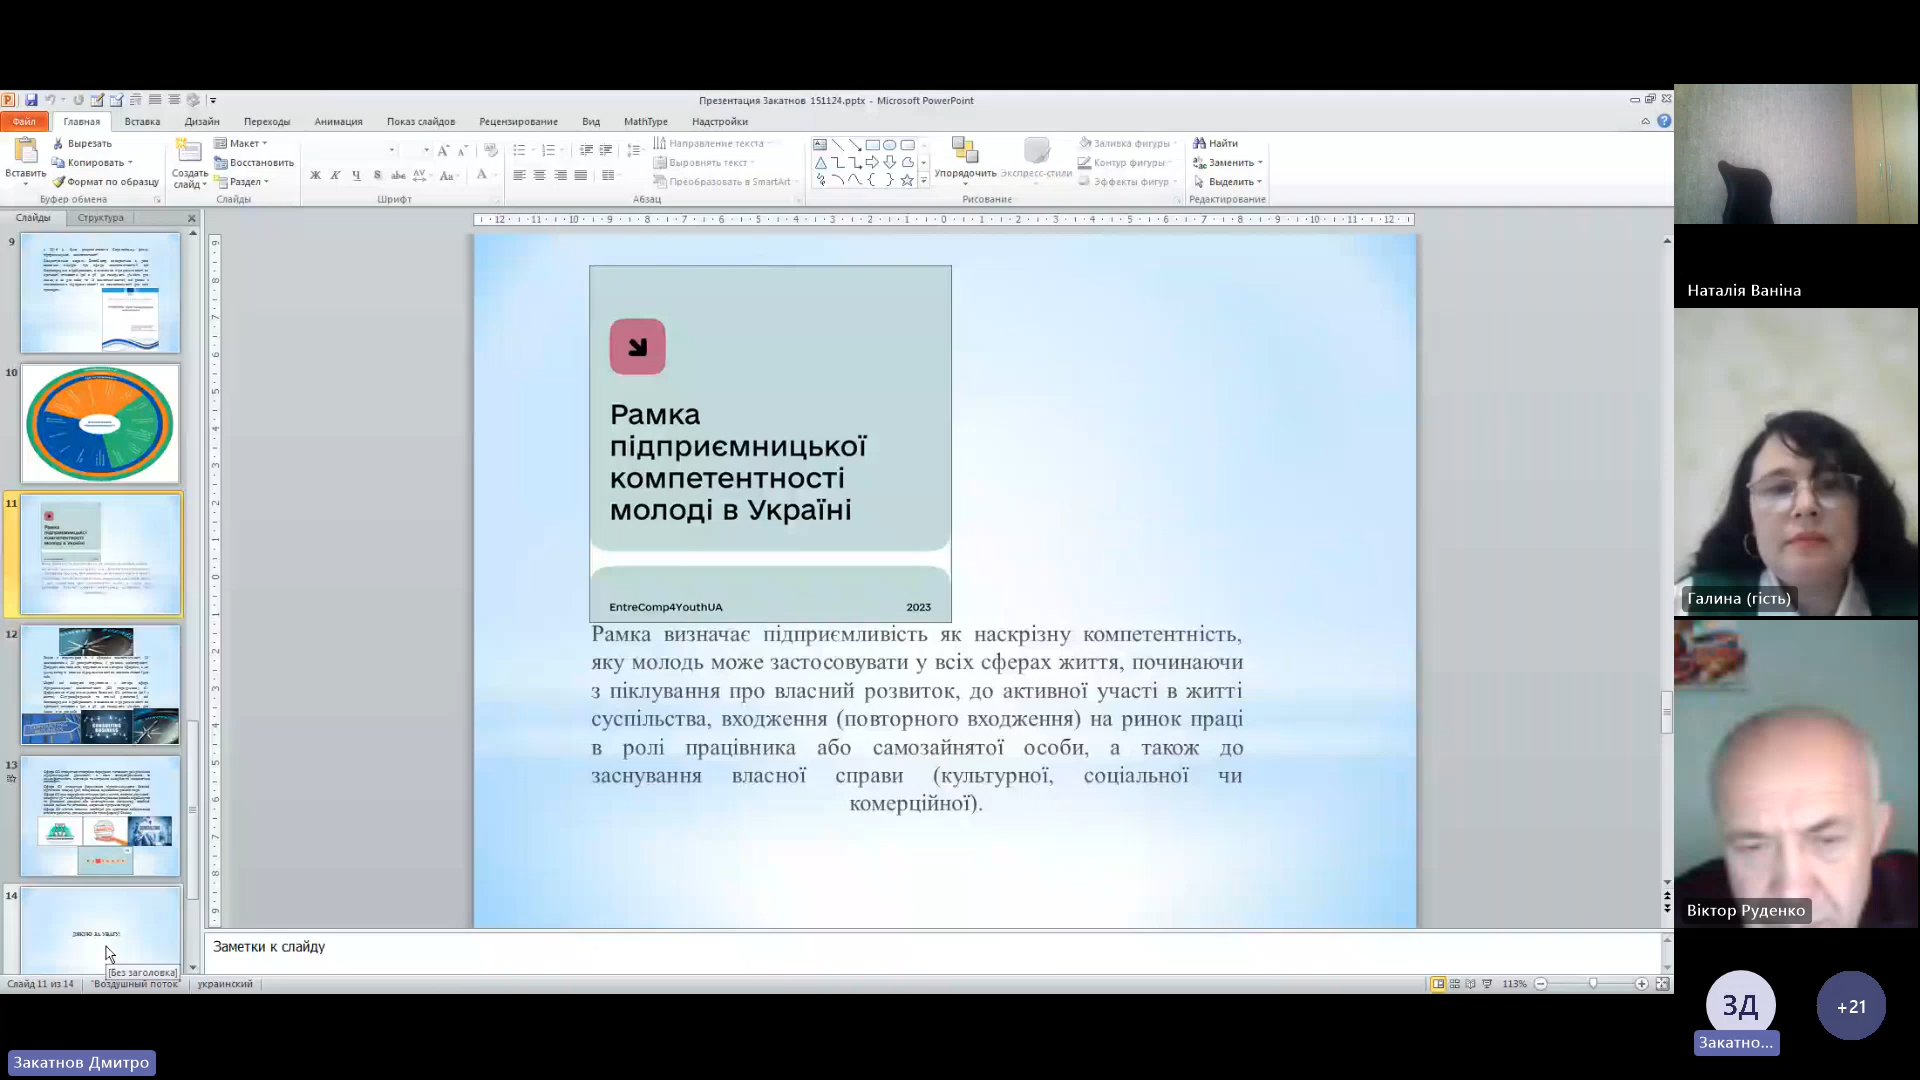 Презентация Закатнов 151124.pptx - Microsoft PowerPoint
Файл
Главная
Вставка
Дизайн
Переходы
Анимация
Показ слайдов
Рецензирование
Вид
MathType
Надстройки
Вставить
Вырезать
Копировать
Формат по образцу
Буфер обмена
Создать
слайд
Макет
Восстановить
Раздел
Слайды
Шрифт
Направление текста
Выровнять текст
Преобразовать в SmartArt
Абзац
Упорядочить
Экспресс-стили
Заливка фигуры
Контур фигуры
Эффекты фигур
Рисование
Найти
Заменить
Выделить
Редактирование
Слайды
Структура
9
10
11
12
13
14
Рамка
підприємницької
компетентності
молоді в Україні
EntreComp4YouthUA 2023
Рамка визначає підприємливість як наскрізну компетентність,
яку молодь може застосовувати у всіх сферах життя, починаючи
з піклування про власний розвиток, до активної участі в житті
суспільства, входження (повторного входження) на ринок праці
в ролі працівника або самозайнятої особи, а також до
заснування власної справи (культурної, соціальної чи
комерційної).
[Без заголовка]
Заметки к слайду
Слайд 11 из 14
"Воздушный поток"
украинский
113%
Наталія Ваніна
Галина (гість)
Віктор Руденко
ЗД
Закатно...
+21
Закатнов Дмитро